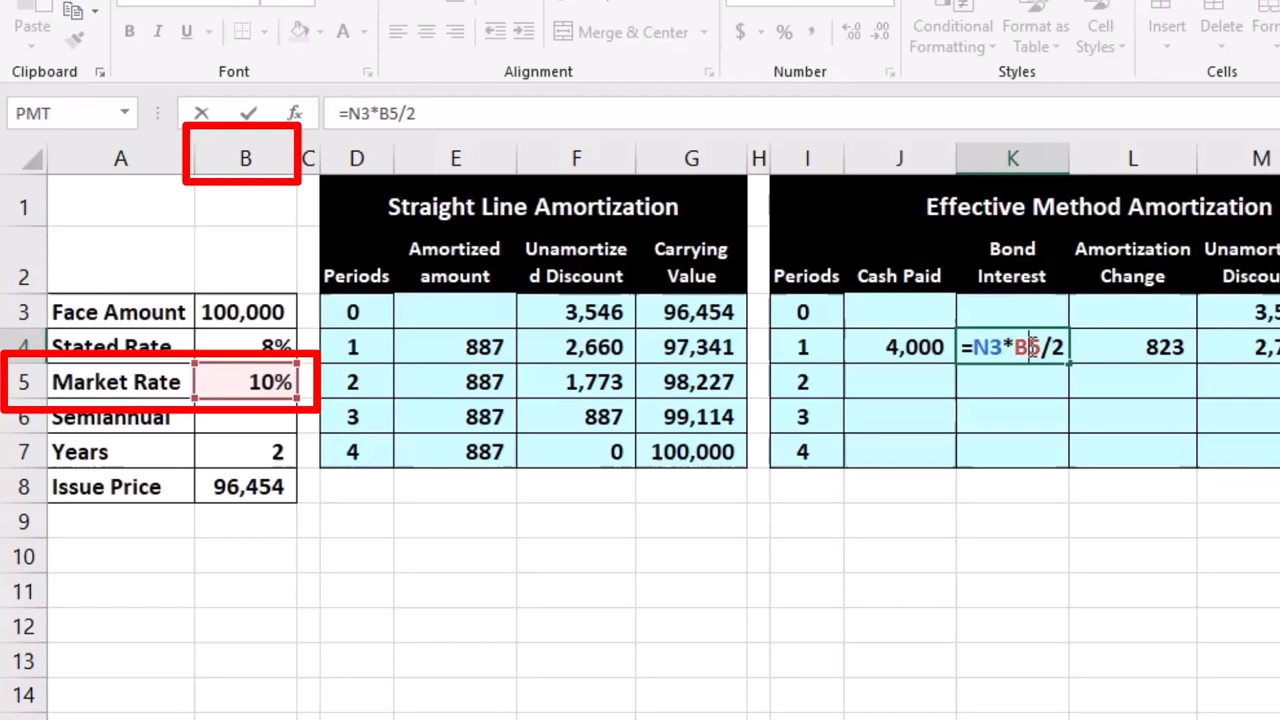 Paste
B I U A
Merge & Center
$ % ,
Conditional Formatting
Format as Table
Cell Styles
Insert Delete
Clipboard Font Alignment Number Styles Cells
PMT fx =N3*B5/2
A B C D E F G H I J K L M
1 Straight Line Amortization Effective Method Amortization
2 Periods Amortized amount Unamortize d Discount Carrying Value Periods Cash Paid Bond Interest Amortization Change
3 Face Amount 100,000 0 3,546 96,454 0
4 Stated Rate 8% 1 887 2,660 97,341 1 4,000 =N3*B5/2 823
5 Market Rate 10% 2 887 1,773 98,227 2
6 Semiannual 3 887 887 99,114 3
7 Years 2 4 887 0 100,000 4
8 Issue Price 96,454
9
10
11
12
13
14